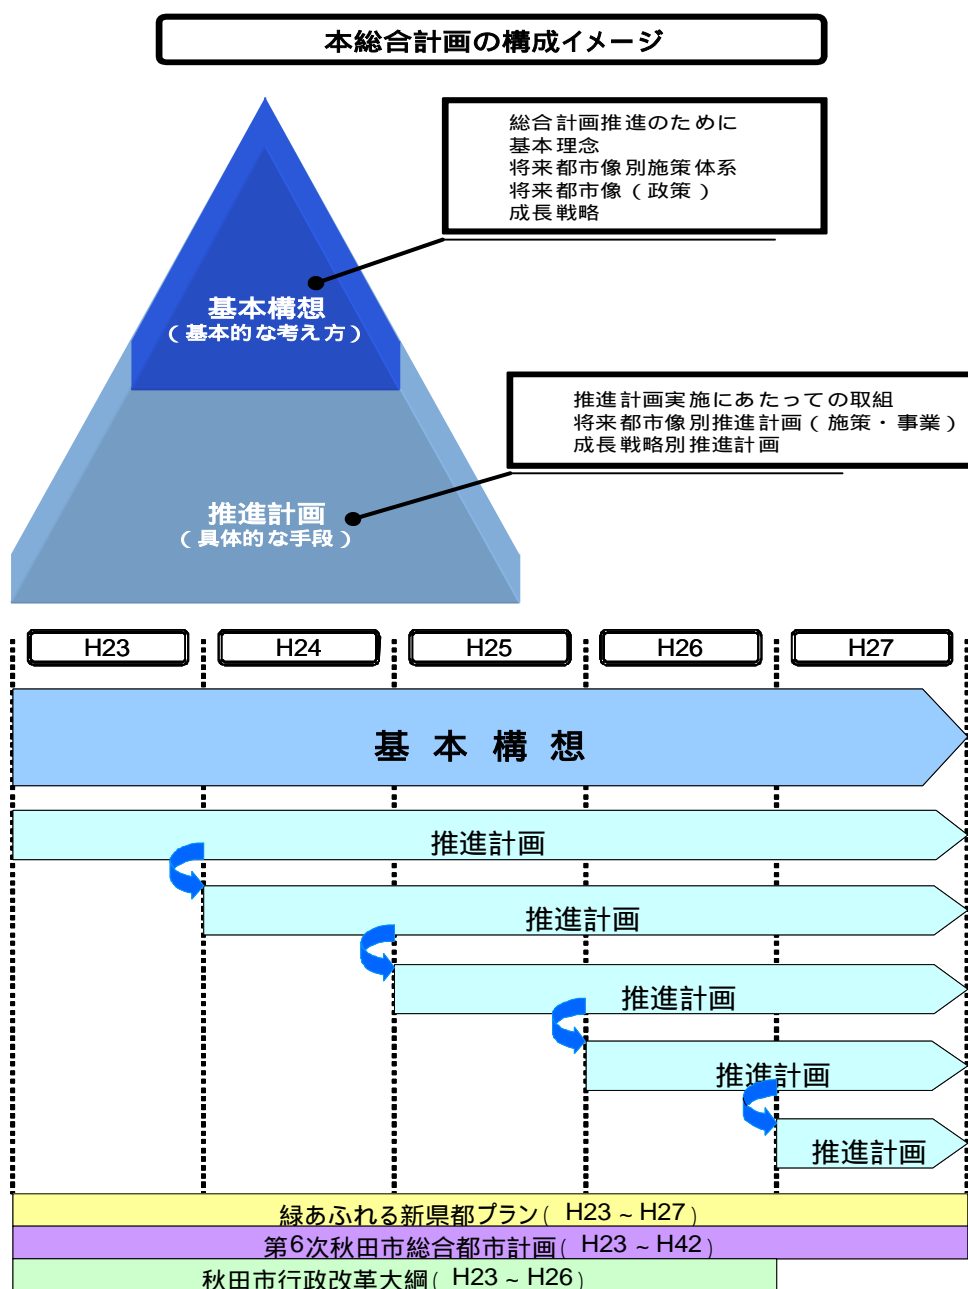 本総合計画の構成イメージ
総合計画推進のために
基本理念
将来都市像別施策体系
将来都市像（政策）
成長戦略
基本構想
（基本的な考え方）
推進計画実施にあたっての取組
将来都市像別推進計画（施策・事業）
成長戦略別推進計画
推進計画
（具体的な手段）
H23 H24 H25 H26 H27
基本構想
推進計画
推進計画
推進計画
推進計画
推進計画
緑あふれる新県都プラン（H23～H27）
第6次秋田市総合都市計画（H23～H42）
秋田市行政改革大綱（H23～H26）